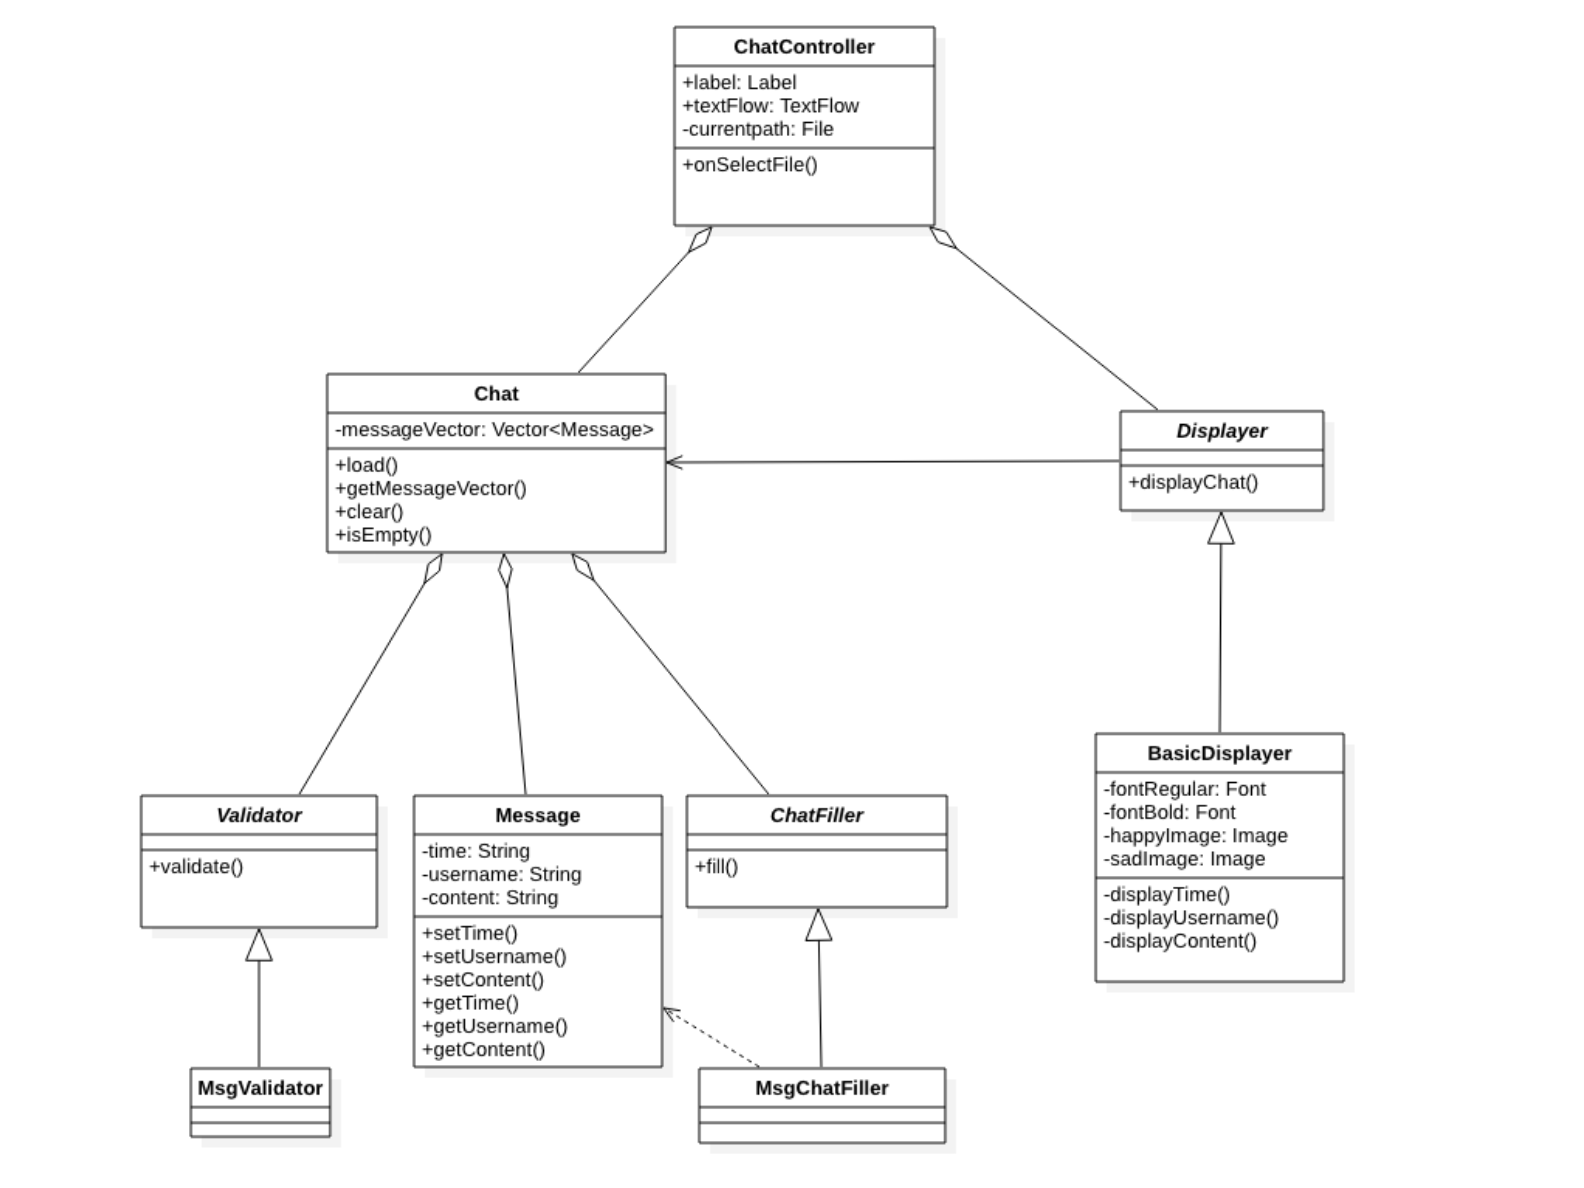 ChatController
+label: Label
+textFlow: TextFlow
-currentpath: File
+onSelectFile()
Chat
-messageVector: Vector<Message>
+load()
+getMessageVector()
+clear()
+isEmpty()
Displayer
+displayChat()
Validator
+validate()
Message
-time: String
-username: String
-content: String
+setTime()
+setUsername()
+setContent()
+getTime()
+getUsername()
+getContent()
ChatFiller
+fill()
BasicDisplayer
-fontRegular: Font
-fontBold: Font
-happyImage: Image
-sadImage: Image
-displayTime()
-displayUsername()
-displayContent()
MsgValidator
MsgChatFiller